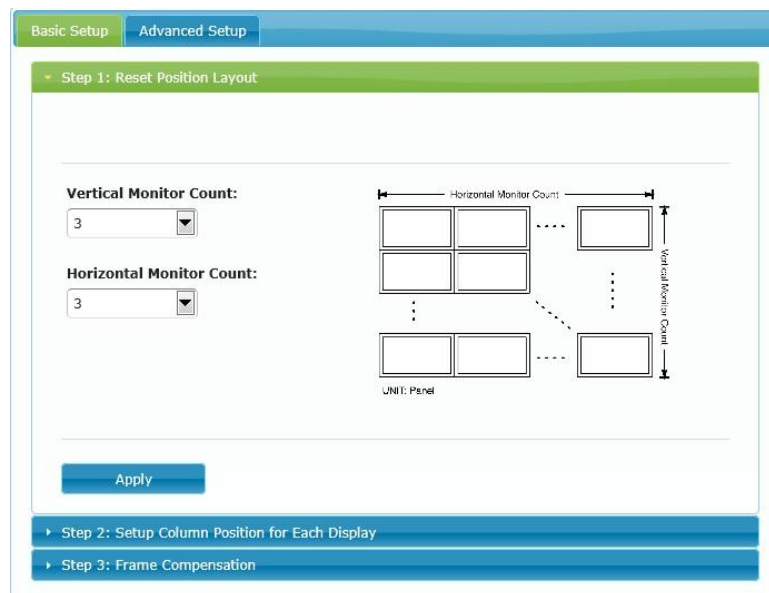 Basic Setup
Advanced Setup
Step 1: Reset Position Layout
Vertical Monitor Count:
3
Horizontal Monitor Count:
3
Horizontal Monitor Count
Vertical Monitor Count
UNIT: Panel
Apply
Step 2: Setup Column Position for Each Display
Step 3: Frame Compensation